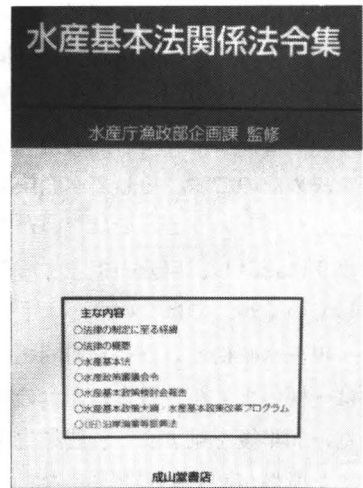 水産基本法関係法令集
水産庁漁政部企画課 監修
主な内容
○法律の制定に至る経緯
○法律の概要
○水産基本法
○水産政策審議会令
○水産基本政策検討会報告
○水産基本政策大綱・水産基本政策改革プログラム
○(旧)沿岸漁業等振興法
成山堂書店